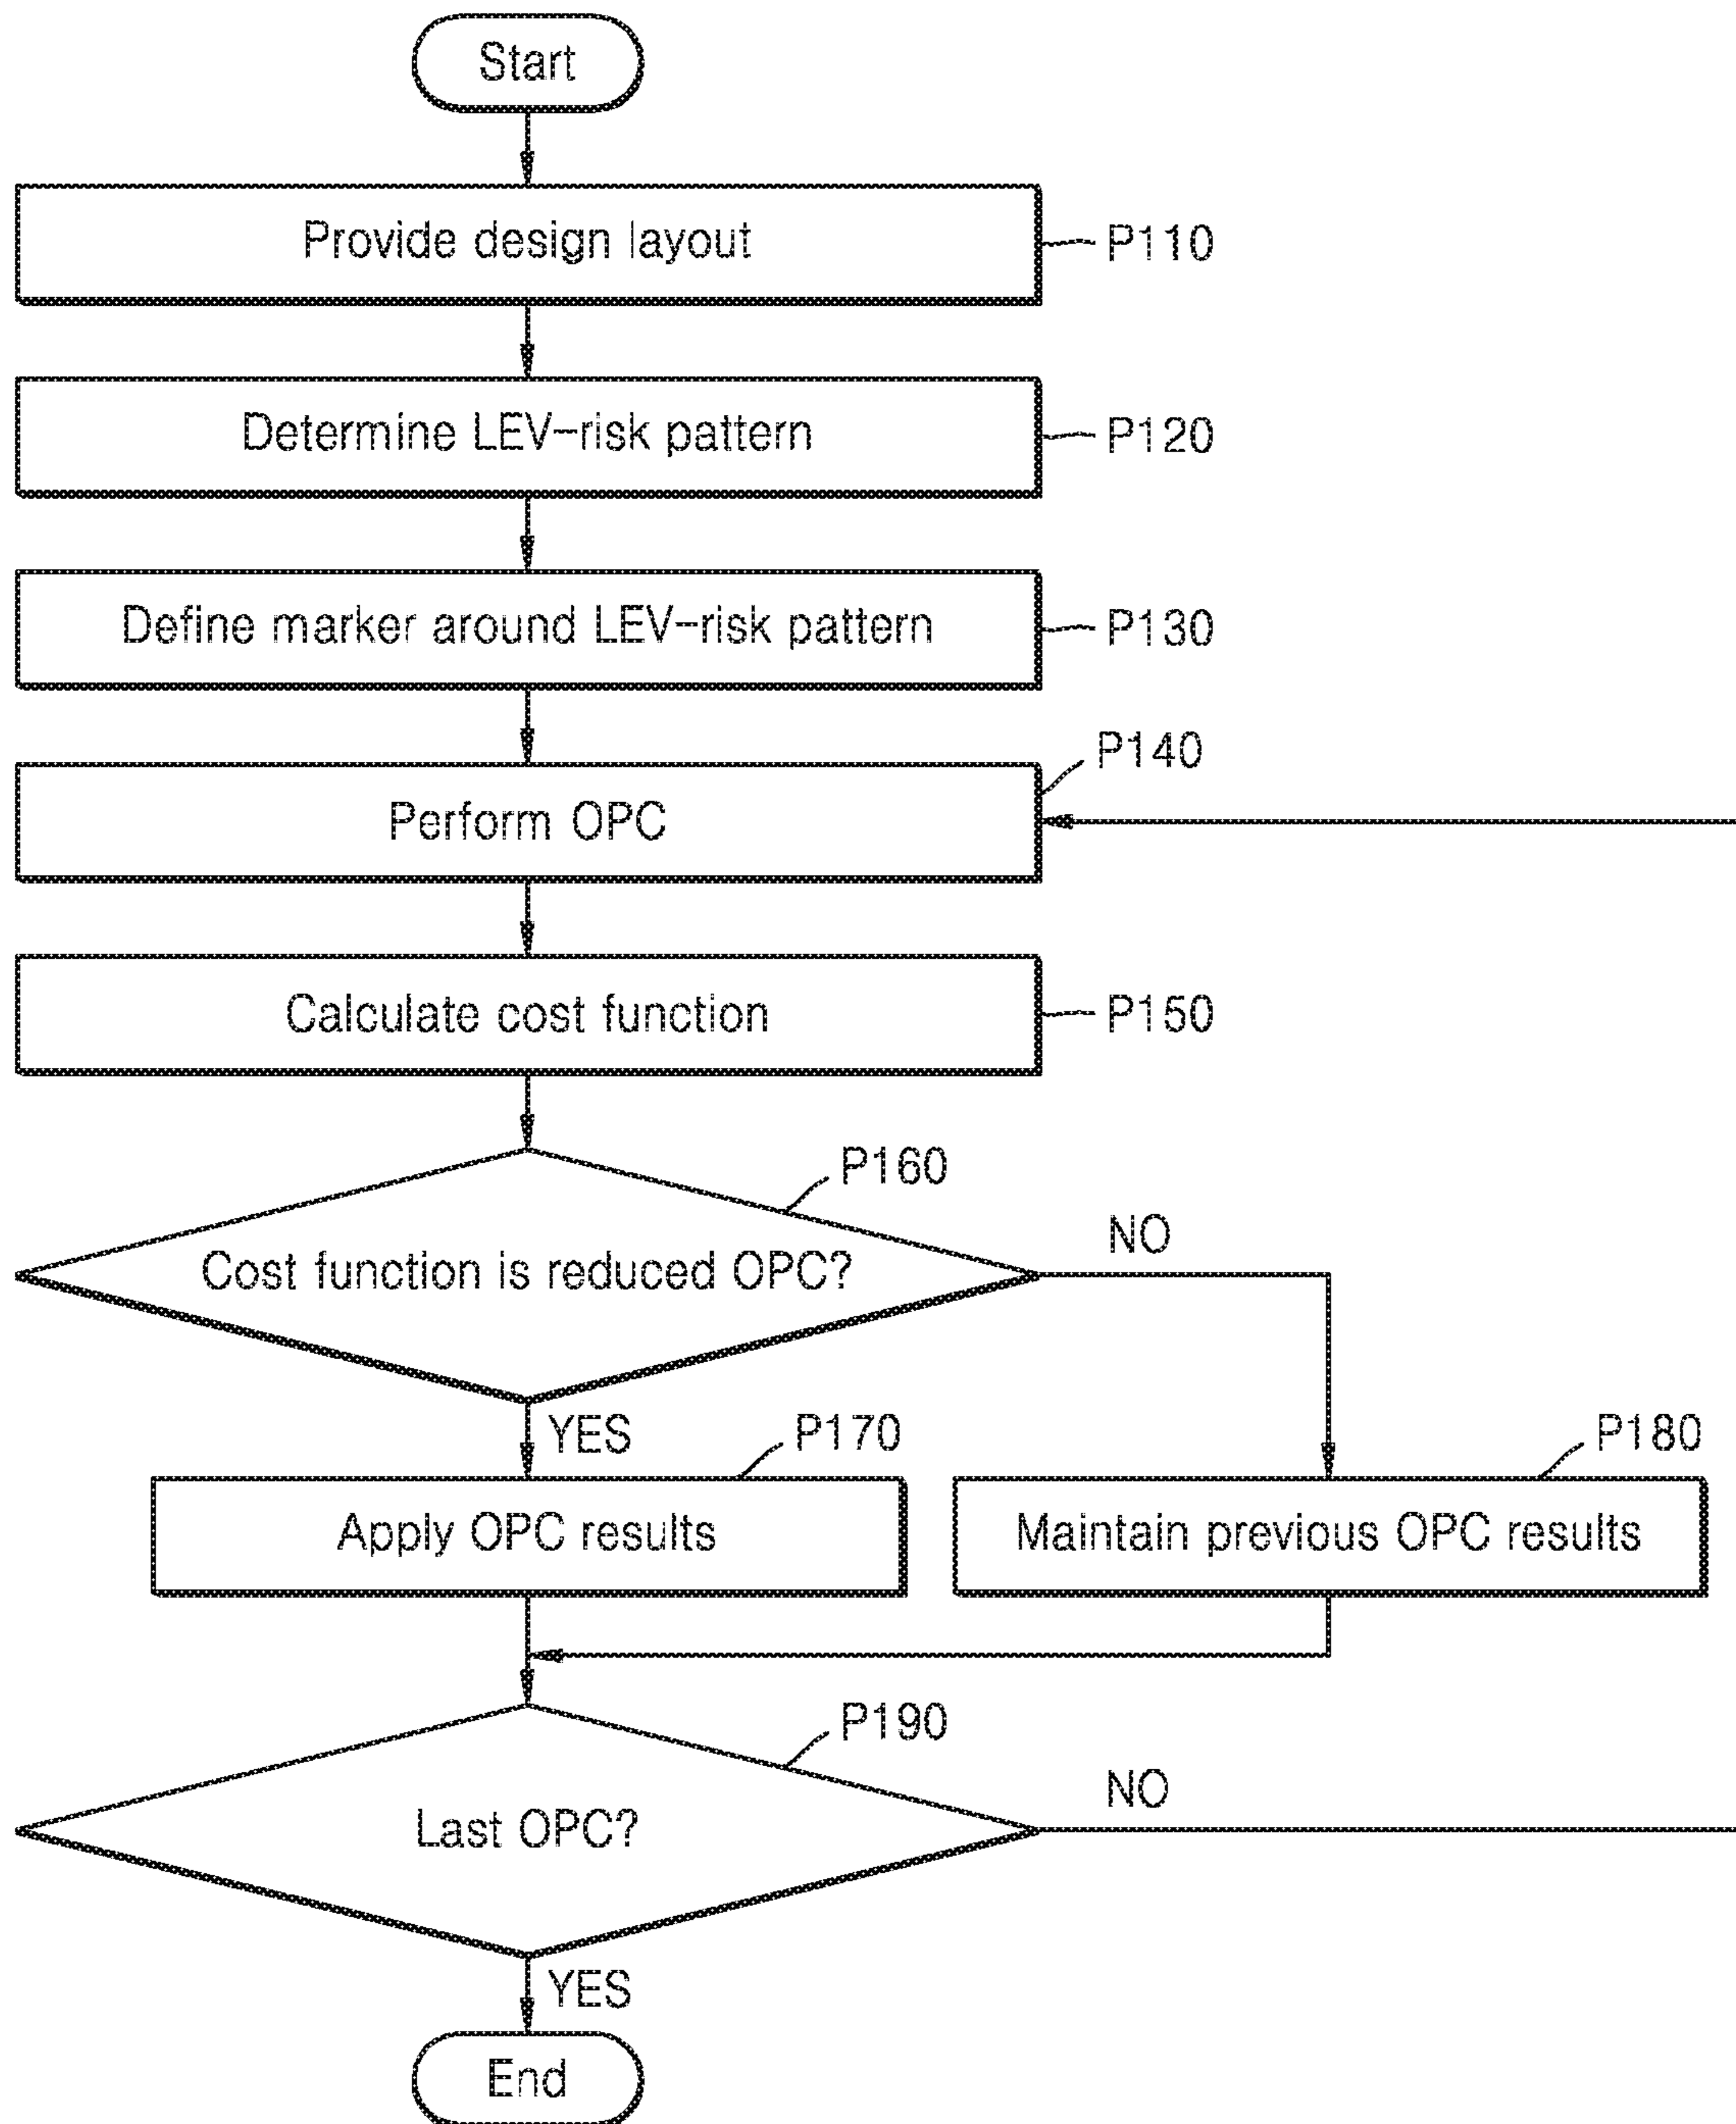 Start
Provide design layout
P110
Determine LEV-risk pattern
P120
Define marker around LEV-risk pattern
P130
P140
Perform OPC
Calculate cost function
P150
P160
NO
Cost function is reduced OPC?
YES
P170
P180
Apply OPC results
Maintain previous OPC results
P190
NO
Last OPC?
YES
End